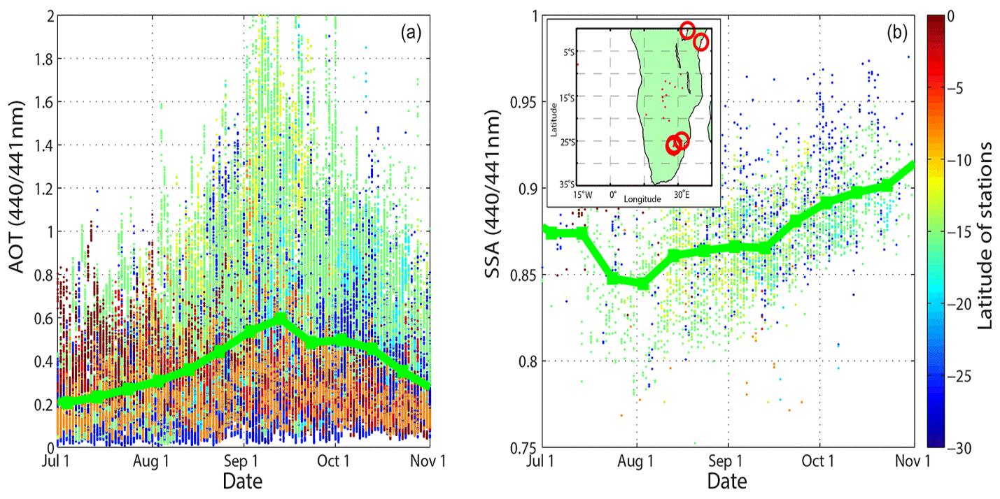 (a)
AOT (440/441nm)
2
1.8
1.6
1.4
1.2
1
0.8
0.6
0.4
0.2
0
Jul 1 Aug 1 Sep 1 Oct 1 Nov 1
Date
(b)
SSA (440/441nm)
1
0.95
0.9
0.85
0.8
0.75
Jul 1 Aug 1 Sep 1 Oct 1 Nov 1
Date
Latitude
5°S
15°S
25°S
35°S
15°W 0° 30°E
Longitude
0
−5
−10
−15
−20
−25
−30
Latitude of stations